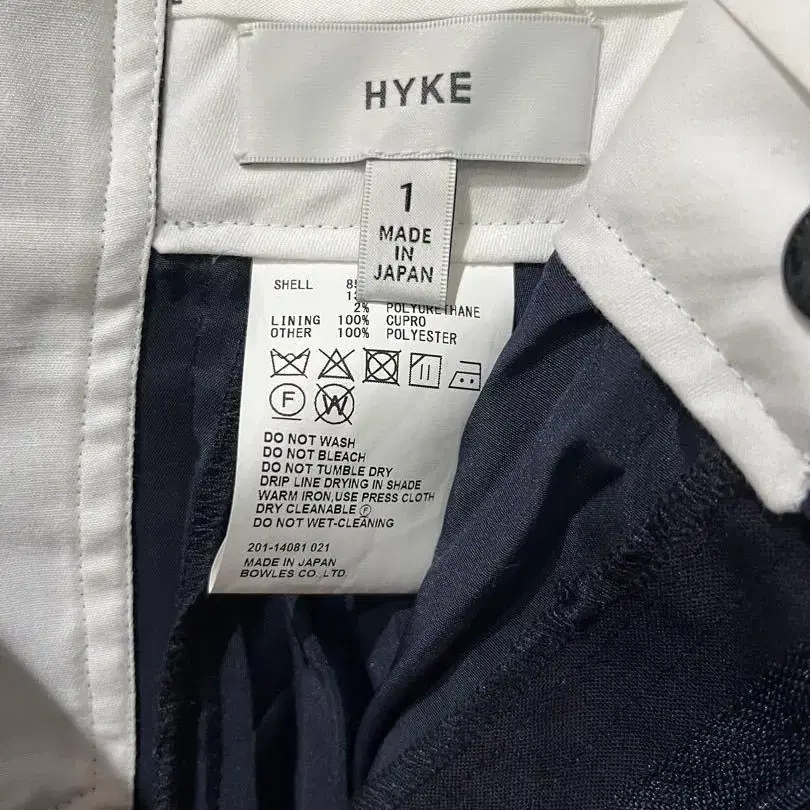 HYKE
1
MADE
IN
JAPAN
SHELL
2% POLYURETHANE
LINING 100% CUPRO
OTHER 100% POLYESTER
F W
DO NOT WASH
DO NOT BLEACH
DO NOT TUMBLE DRY
DRIP LINE DRYING IN SHADE
WARM IRON,USE PRESS CLOTH
DRY CLEANABLE Ⓕ
DO NOT WET-CLEANING
201-14081 021
MADE IN JAPAN
BOWLES CO.,LTD.